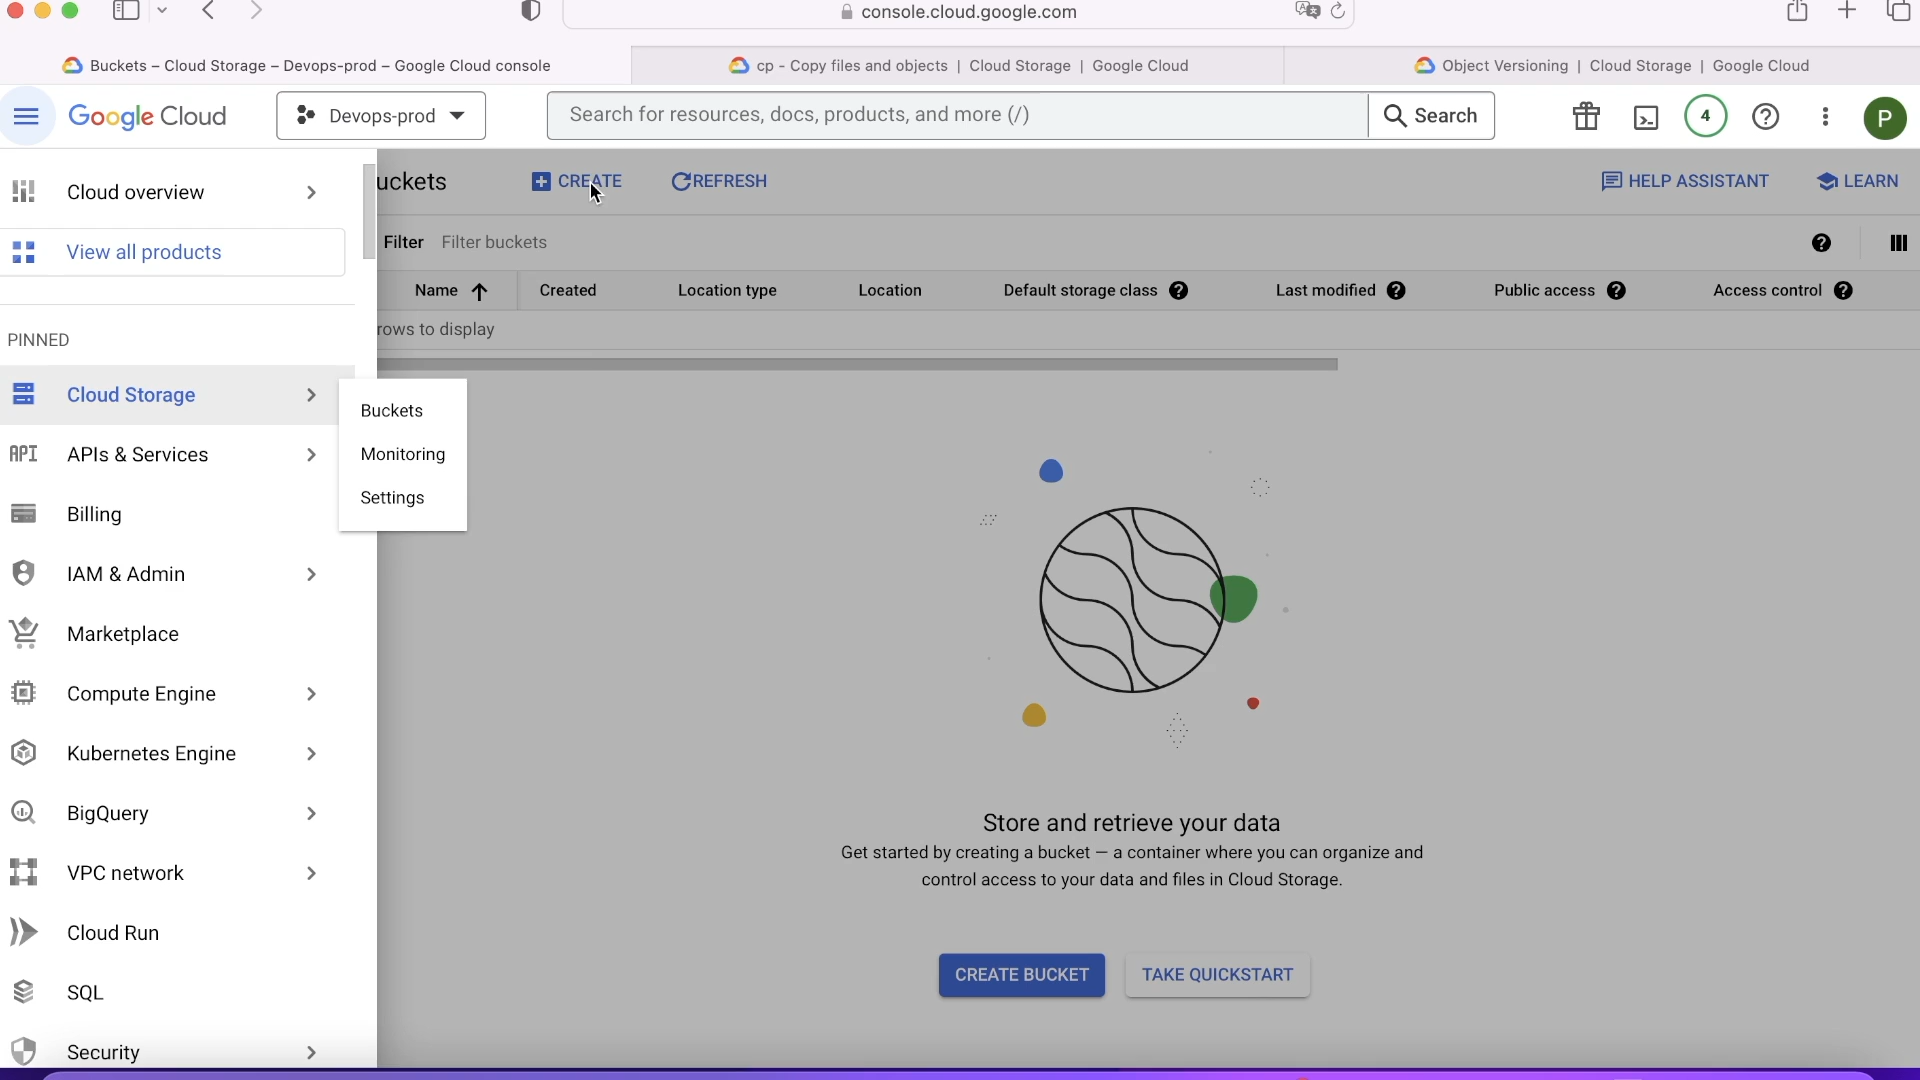 console.cloud.google.com
Buckets – Cloud Storage – Devops-prod – Google Cloud console
cp - Copy files and objects | Cloud Storage | Google Cloud
Object Versioning | Cloud Storage | Google Cloud
Google Cloud
Devops-prod
Search for resources, docs, products, and more (/)
Search
4
P
Cloud overview
View all products
PINNED
Cloud Storage
APIs & Services
Billing
IAM & Admin
Marketplace
Compute Engine
Kubernetes Engine
BigQuery
VPC network
Cloud Run
SQL
Security
API
Buckets
Monitoring
Settings
uckets
CREATE
REFRESH
HELP ASSISTANT
LEARN
Filter Filter buckets
Name Created Location type Location Default storage class Last modified Public access Access control
rows to display
Store and retrieve your data
Get started by creating a bucket — a container where you can organize and
control access to your data and files in Cloud Storage.
CREATE BUCKET
TAKE QUICKSTART